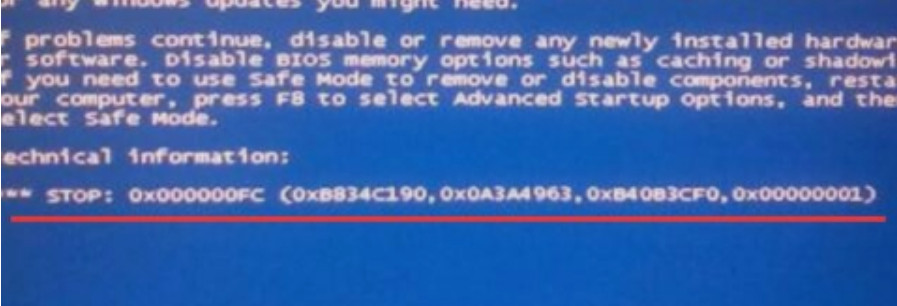 or any windows updates you might need.
f problems continue, disable or remove any newly installed hardwar
r software. Disable BIOS memory options such as caching or shadowi
f you need to use Safe Mode to remove or disable components, resta
our computer, press F8 to select Advanced Startup Options, and the
elect Safe Mode.
echnical information:
*** STOP: 0x000000FC (0xB834C190,0x0A3A4963,0xB40B3CF0,0x00000001)